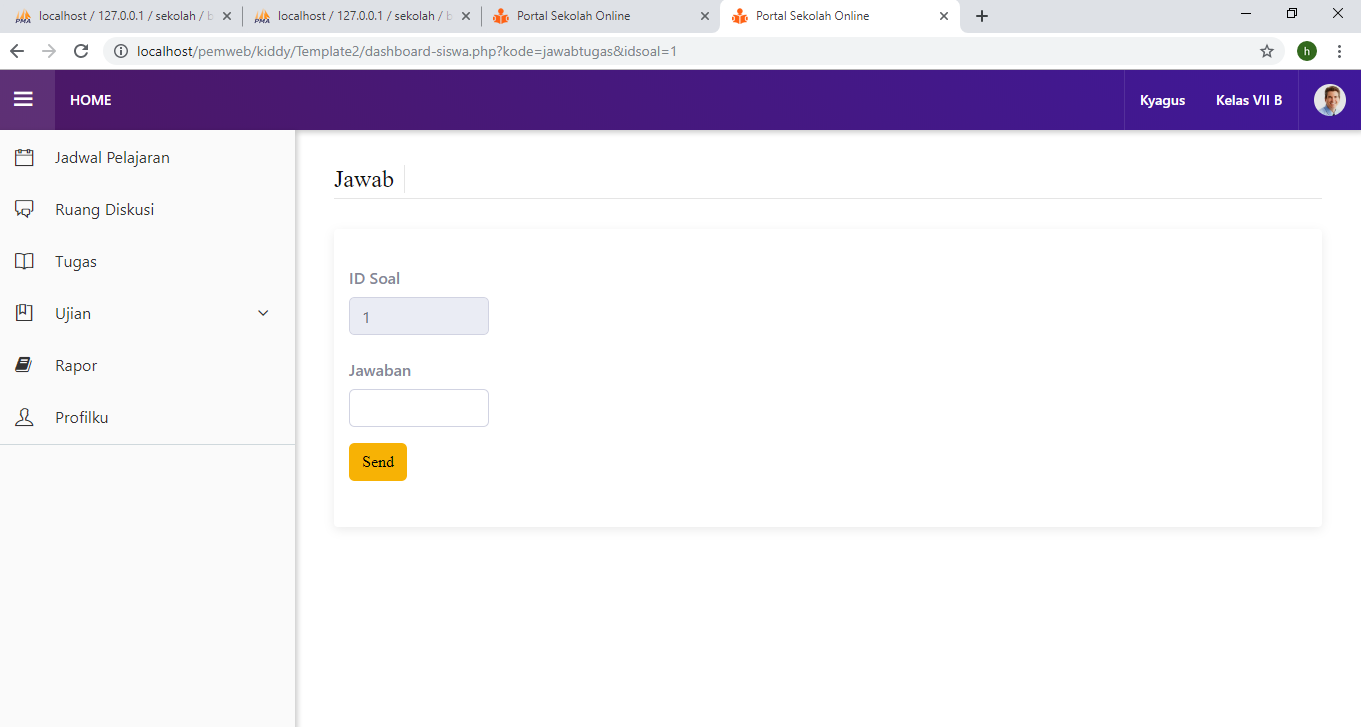 localhost / 127.0.0.1 / sekolah / b
localhost / 127.0.0.1 / sekolah / b
Portal Sekolah Online
Portal Sekolah Online
localhost/pemweb/kiddy/Template2/dashboard-siswa.php?kode=jawabtugas&idsoal=1
h
HOME
Kyagus
Kelas VII B
Jadwal Pelajaran
Ruang Diskusi
Tugas
Ujian
Rapor
Profilku
Jawab
ID Soal
1
Jawaban
Send